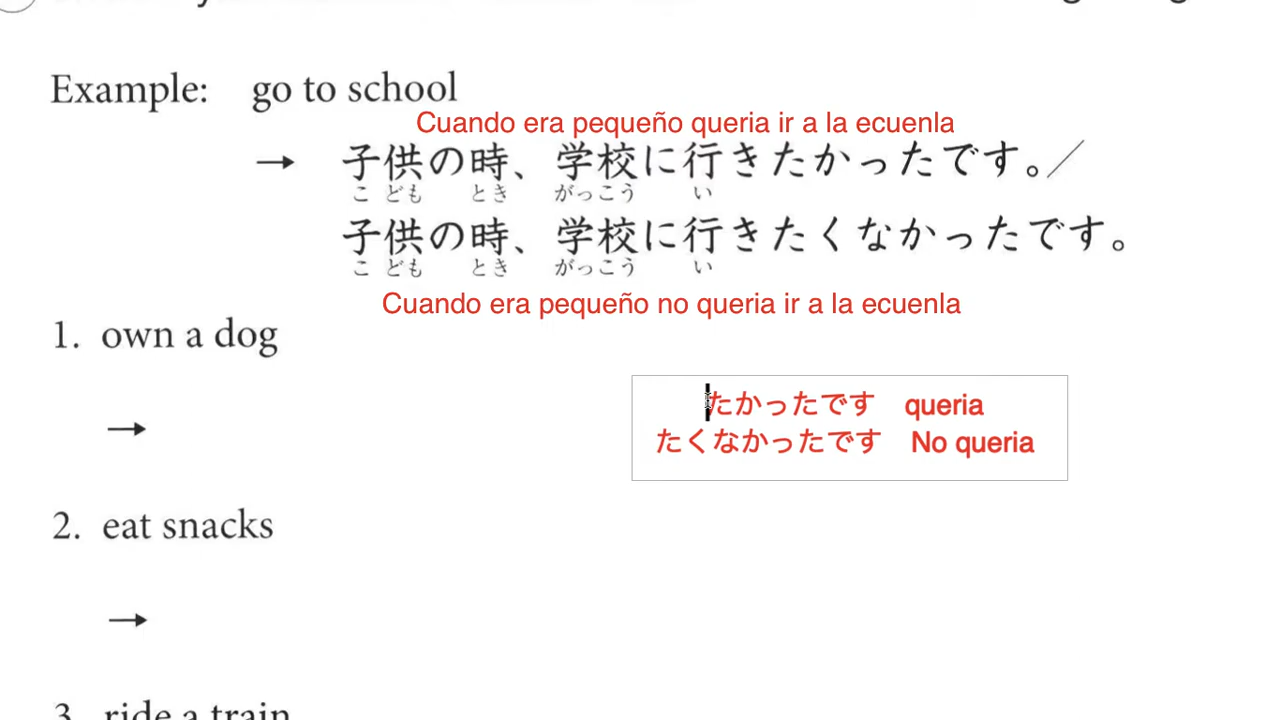 Example: go to school
Cuando era pequeño queria ir a la ecuenla
→ 子供の時、学校に行きたかったです。／
こ ども とき がっこう い
子供の時、学校に行きたくなかったです。
こ ども とき がっこう い
Cuando era pequeño no queria ir a la ecuenla
1. own a dog
たかったです queria
→
たくなかったです No queria
2. eat snacks
→
3. ride a train